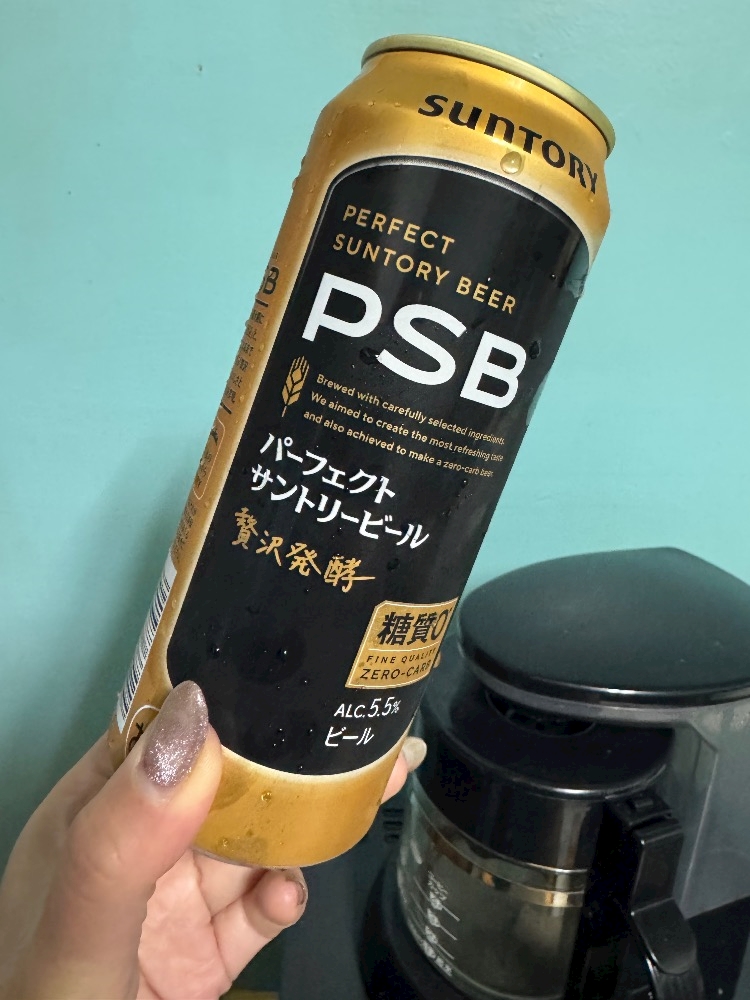 SUNTORY
PERFECT
SUNTORY BEER
PSB
Brewed with carefully selected ingredients.
We aimed to create the most refreshing taste
and also achieved to make a zero-carb beer.
パーフェクト
サントリービール
贅沢発酵
糖質0
FINE QUALITY
ZERO-CARB
ALC.5.5%
ビール